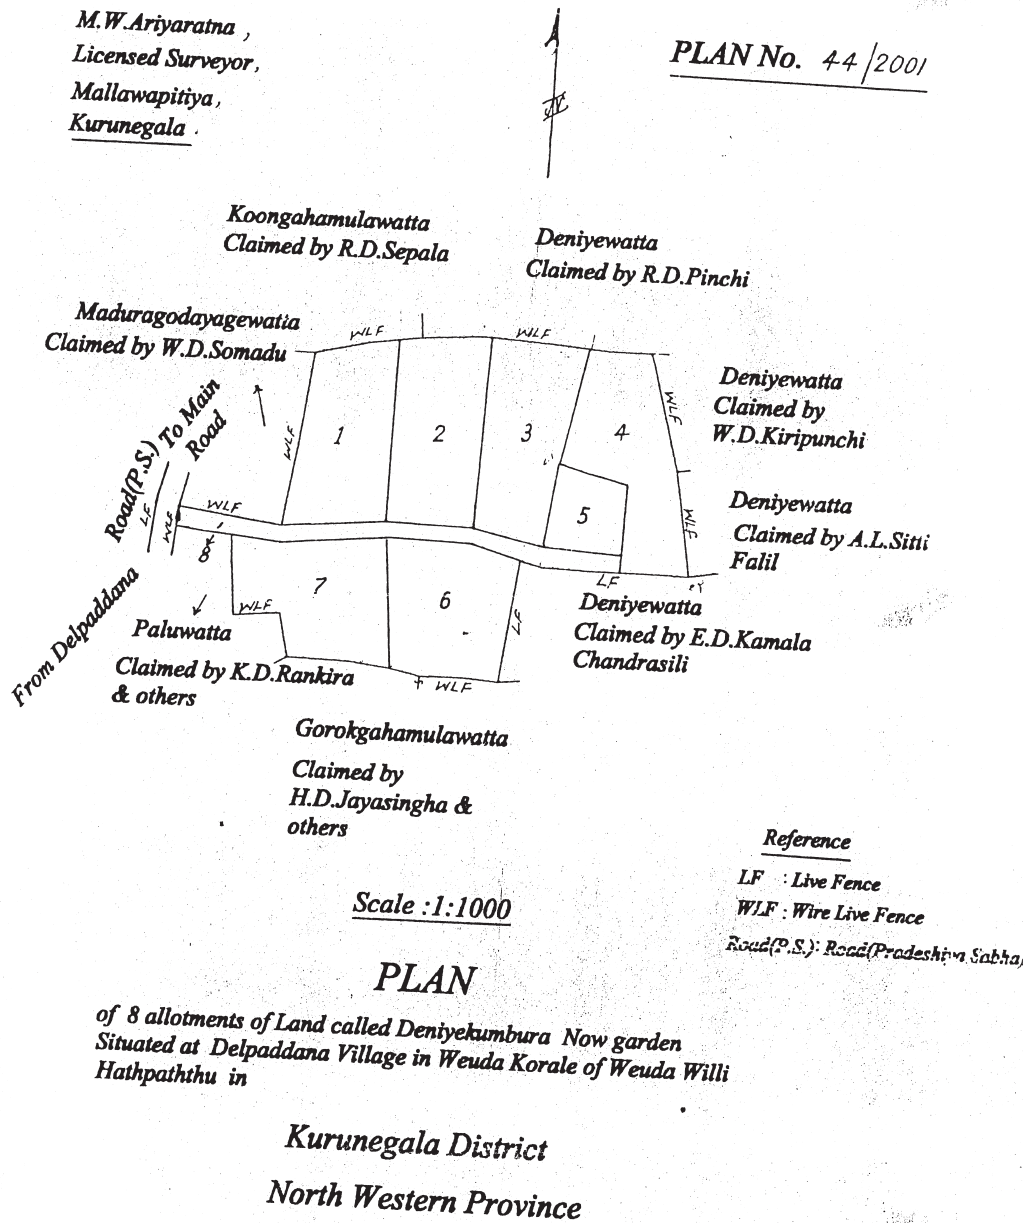 M.W.Ariyaratna ,
Licensed Surveyor,
Mallawapitiya,
Kurunegala .
PLAN No. 44/2001
N
Koongahamulawatta
Claimed by R.D.Sepala
Deniyewatta
Claimed by R.D.Pinchi
Maduragodayagewatta
Claimed by W.D.Somadu
WLF
WLF
Deniyewatta
Claimed by
W.D.Kiripunchi
WLF
Road(P.S.) To Main
Road
WLF
1
2
3
4
5
Deniyewatta
Claimed by A.L.Sitti
Falil
WLF
LF
WLF
WLF
8
From Delpaddana
LF
7
6
LF
WLF
Deniyewatta
Claimed by E.D.Kamala
Chandrasili
Paluwatta
Claimed by K.D.Rankira
& others
WLF
Gorokgahamulawatta
Claimed by
H.D.Jayasingha &
others
Reference
LF : Live Fence
WLF : Wire Live Fence
Road(P.S.): Road(Pradeshiya Sabha)
Scale :1:1000
PLAN
of 8 allotments of Land called Deniyekumbura Now garden
Situated at Delpaddana Village in Weuda Korale of Weuda Willi
Hathpaththu in
Kurunegala District
North Western Province